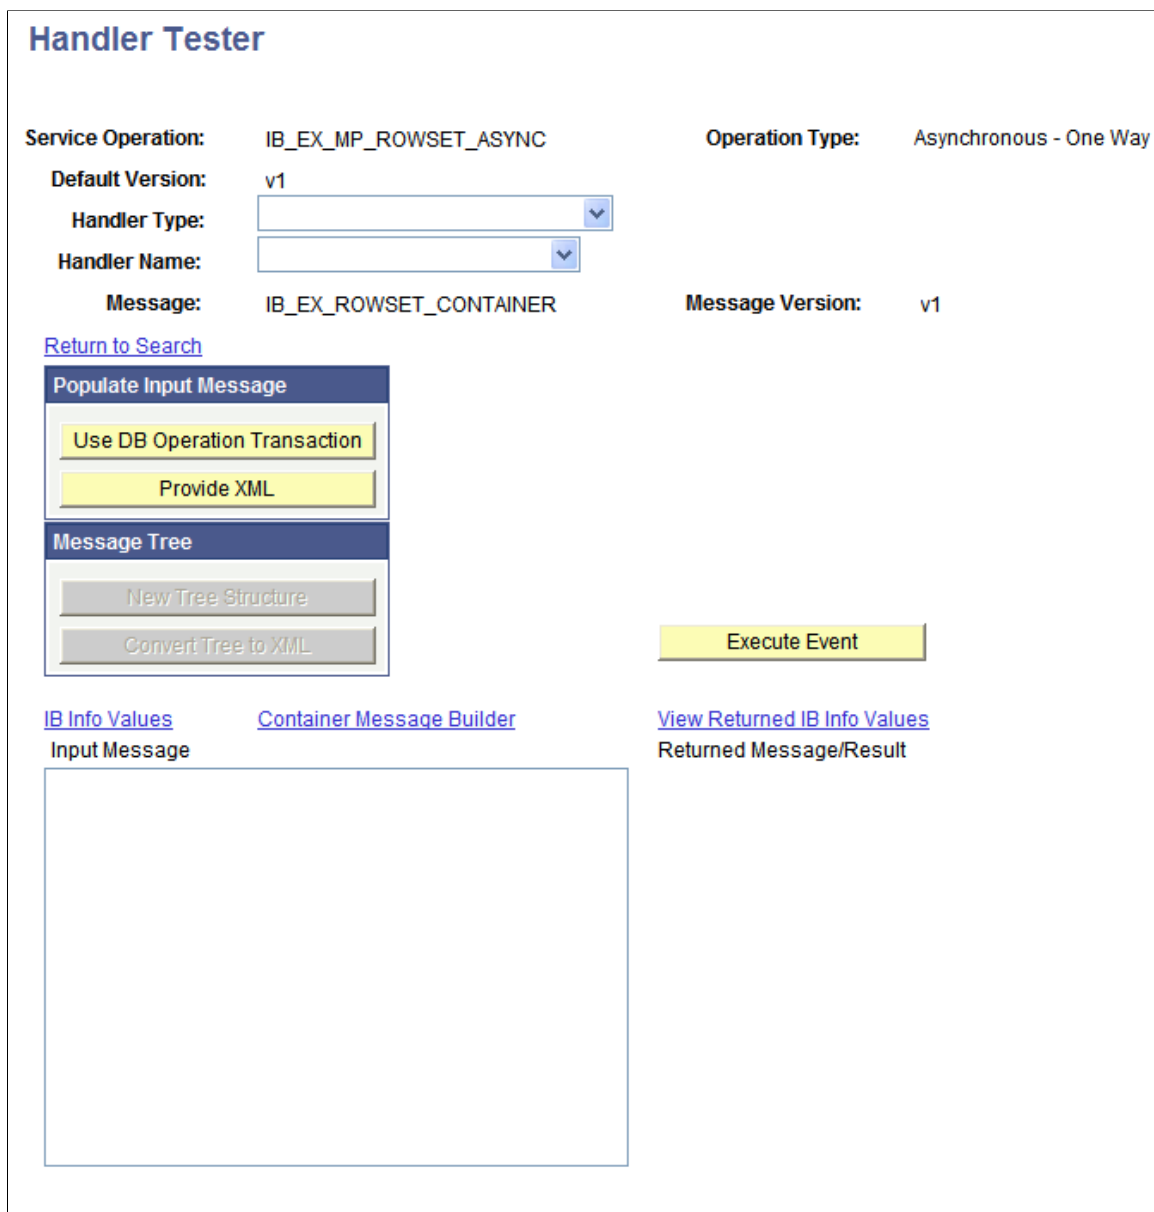 Handler Tester
Service Operation: IB_EX_MP_ROWSET_ASYNC Operation Type: Asynchronous - One Way
Default Version: v1
Handler Type:
Handler Name:
Message: IB_EX_ROWSET_CONTAINER Message Version: v1
Return to Search
Populate Input Message
Use DB Operation Transaction
Provide XML
Message Tree
New Tree Structure
Convert Tree to XML
Execute Event
IB Info Values Container Message Builder View Returned IB Info Values
Input Message Returned Message/Result